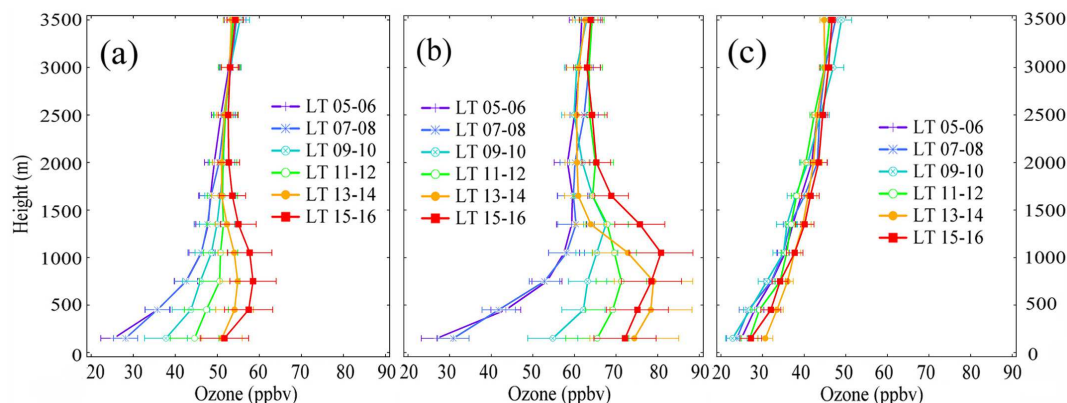 3500
3000
2500
2000
1500
1000
500
0
Height (m)
(a)
LT 05-06
LT 07-08
LT 09-10
LT 11-12
LT 13-14
LT 15-16
20 30 40 50 60 70 80 90
Ozone (ppbv)
(b)
LT 05-06
LT 07-08
LT 09-10
LT 11-12
LT 13-14
LT 15-16
20 30 40 50 60 70 80 90
Ozone (ppbv)
(c)
LT 05-06
LT 07-08
LT 09-10
LT 11-12
LT 13-14
LT 15-16
20 30 40 50 60 70 80 90
Ozone (ppbv)
3500
3000
2500
2000
1500
1000
500
0